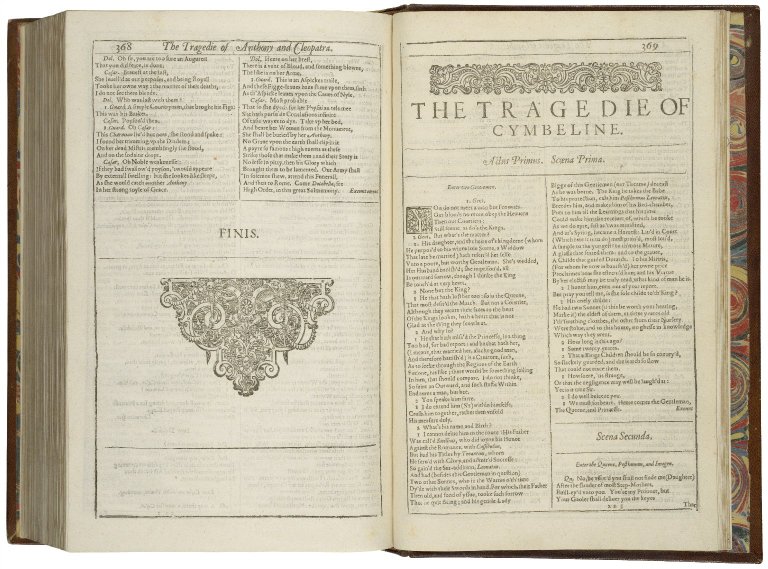 368 The Tragedie of Anthony and Cleopatra.
Dol. Oh sir, you are too sure an Augurer:
That you did feare, is done.
Cæsar. Brauest at the last,
She leuell'd at our purposes, and being Royall
Tooke her owne way: the manner of their deaths,
I do not see them bleede.
Dol. Who was last with them?
1. Guard. A simple Countryman, that broght hir Figs:
This was his Basket.
Cæsar. Poyson'd then.
1. Guard. Oh Cæsar:
This Charmian liu'd but now, she stood and spake:
I found her trimming vp the Diadem;
On her dead Mistris tremblingly she stood,
And on the sodaine dropt.
Cæsar. Oh Noble weakenesse:
If they had swallow'd poyson, 'twould appeare
By externall swelling: but she lookes like sleepe,
As she would catch another Anthony
In her strong toyle of Grace.
Dol. Heere on her brest,
There is a vent of Bloud, and something blowne,
The like is on her Arme.
1. Guard. This is an Aspickes traile,
And these Figge-leaues haue slime vpon them, such
As th'Aspicke leaues vpon the Caues of Nyle.
Cæsar. Most probable
That so she dyed: for her Physitian tels mee
She hath pursu'de Conclusions infinite
Of easie wayes to dye. Take vp her bed,
And beare her Women from the Monument,
She shall be buried by her Anthony.
No Graue vpon the earth shall clip in it
A payre so famous: high euents as these
Strike those that make them: and their Story is
No lesse in pitty, then his Glory which
Brought them to be lamented. Our Army shall
In solemne shew, attend this Funerall,
And then to Rome. Come Dolabella, see
High Order, in this great Solemnity. Exeunt omnes
FINIS.
369
THE TRAGEDIE OF
CYMBELINE.
Actus Primus. Scœna Prima.
Enter two Gentlemen.
1. Gent.
You do not meet a man but Frownes.
Our bloods no more obey the Heauens
Then our Courtiers:
Still seeme, as do's the Kings.
2 Gent. But what's the matter?
1. His daughter, and the heire of's kingdome (whom
He purpos'd to his wiues sole Sonne, a Widdow
That late he married) hath referr'd her selfe
Vnto a poore, but worthy Gentleman. She's wedded,
Her Husband banish'd; she imprison'd, all
Is outward sorrow, though I thinke the King
Be touch'd at very heart.
2 None but the King?
1 He that hath lost her too: so is the Queene,
That most desir'd the Match. But not a Courtier,
Although they weare their faces to the bent
Of the Kings lookes, hath a heart that is not
Glad at the thing they scowle at.
2 And why so?
1 He that hath miss'd the Princesse, is a thing
Too bad, for bad report: and he that hath her,
(I meane, that married her, alacke good man,
And therefore banish'd) is a Creature, such,
As to seeke through the Regions of the Earth
For one, his like; there would be something failing
In him, that should compare. I do not thinke,
So faire an Outward, and such stuffe Within
Endowes a man, but hee.
2 You speake him farre.
1 I do extend him (Sir) within himselfe,
Crush him together, rather then vnfold
His measure duly.
2 What's his name and Birth?
1 I cannot delue him to the roote: His Father
Was call'd Sicillius, who did ioyne his Honor
Against the Romanes, with Cassibulan,
But had his Titles by Tenantius, whom
He seru'd with Glory, and admir'd Successe:
So gain'd the Sur-addition, Leonatus.
And had (besides this Gentleman in question)
Two other Sonnes, who in the Warres o'th'time
Dy'de with their Swords in hand. For which, their Father
Then old, and fond of yssue, tooke such sorrow
That he quit Being; and his gentle Lady
Bigge of this Gentleman (our Theame) deceast
As he was borne. The King he takes the Babe
To his protection, cals him Posthumus Leonatus,
Breedes him, and makes him of his Bed-chamber,
Puts to him all the Learnings that his time
Could make him the receiuer of, which he tooke
As we do ayre, fast as 'twas ministred,
And in's Spring, became a Haruest: Liu'd in Court
(Which rare it is to do) most prais'd, most lou'd,
A sample to the yongest: to th'more Mature,
A glasse that feated them: and to the grauer,
A Childe that guided Dotards. To his Mistris,
(For whom he now is banish'd) her owne price
Proclaimes how she esteem'd him; and his Vertue
By her electiō may be truly read, what kind of man he is.
2 I honor him, euen out of your report.
But pray you tell me, is she sole childe to'th'King?
1 His onely childe:
He had two Sonnes (if this be worth your hearing,
Marke it) the eldest of them, at three yeares old
I'th'swathing cloathes, the other from their Nursery
Were stolne, and to this houre, no ghesse in knowledge
Which way they went.
2 How long is this ago?
1 Some twenty yeares.
2 That a Kings Children should be so conuey'd,
So slackely guarded, and the search so slow
That could not trace them.
1 Howsoere, 'tis strange,
Or that the negligence may well be laugh'd at:
Yet is it true Sir.
2 I do well beleeue you.
1 We must forbeare. Heere comes the Gentleman,
The Queene, and Princesse. Exeunt
Scena Secunda.
Enter the Queene, Posthumus, and Imogen.
Qu. No, be assur'd you shall not finde me (Daughter)
After the slander of most Step-Mothers,
Euill-ey'd vnto you. You're my Prisoner, but
Your Gaoler shall deliuer you the keyes